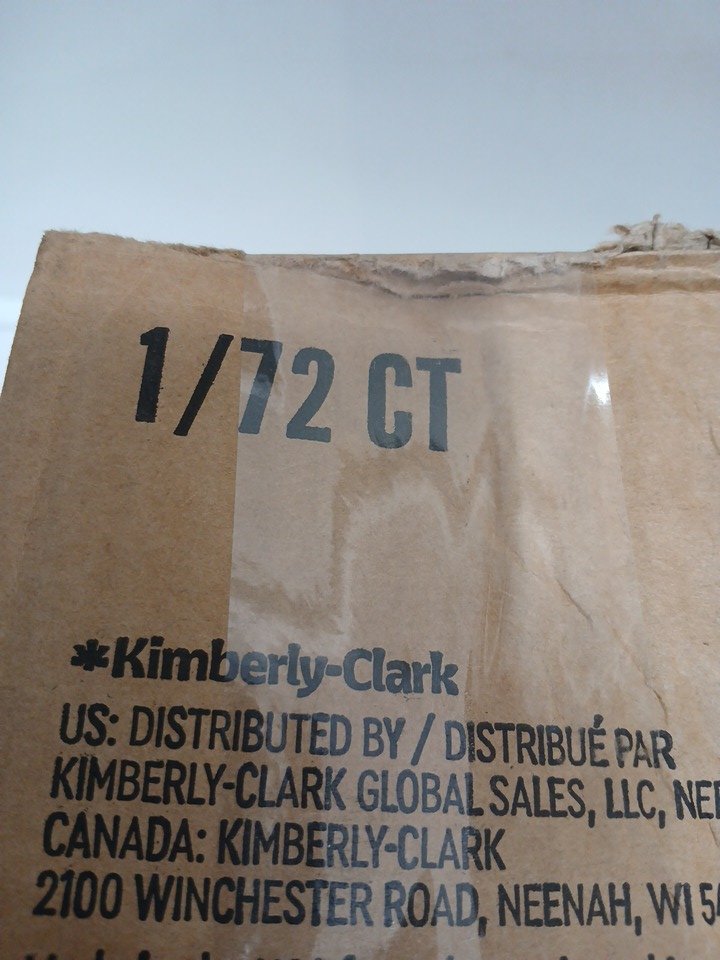 1/72 CT
*Kimberly-Clark
US: DISTRIBUTED BY / DISTRIBUÉ PAR
KIMBERLY-CLARK GLOBAL SALES, LLC,
CANADA: KIMBERLY-CLARK
2100 WINCHESTER ROAD, NEENAH, WI